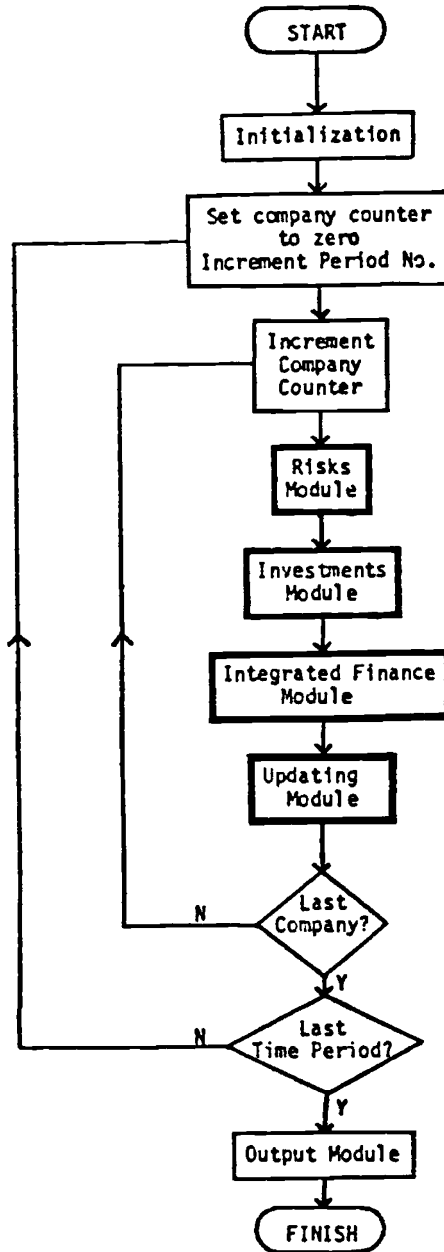 START
Initialization
Set company counter
to zero
Increment Period No.
Increment
Company
Counter
Risks
Module
Investments
Module
Integrated Finance
Module
Updating
Module
Last
Company?
N
Y
Last
Time Period?
N
Y
Output Module
FINISH